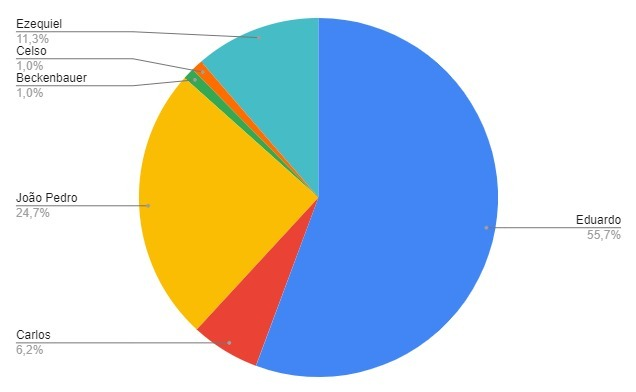 Ezequiel
11,3%
Celso
1,0%
Beckenbauer
1,0%
João Pedro
24,7%
Eduardo
55,7%
Carlos
6,2%